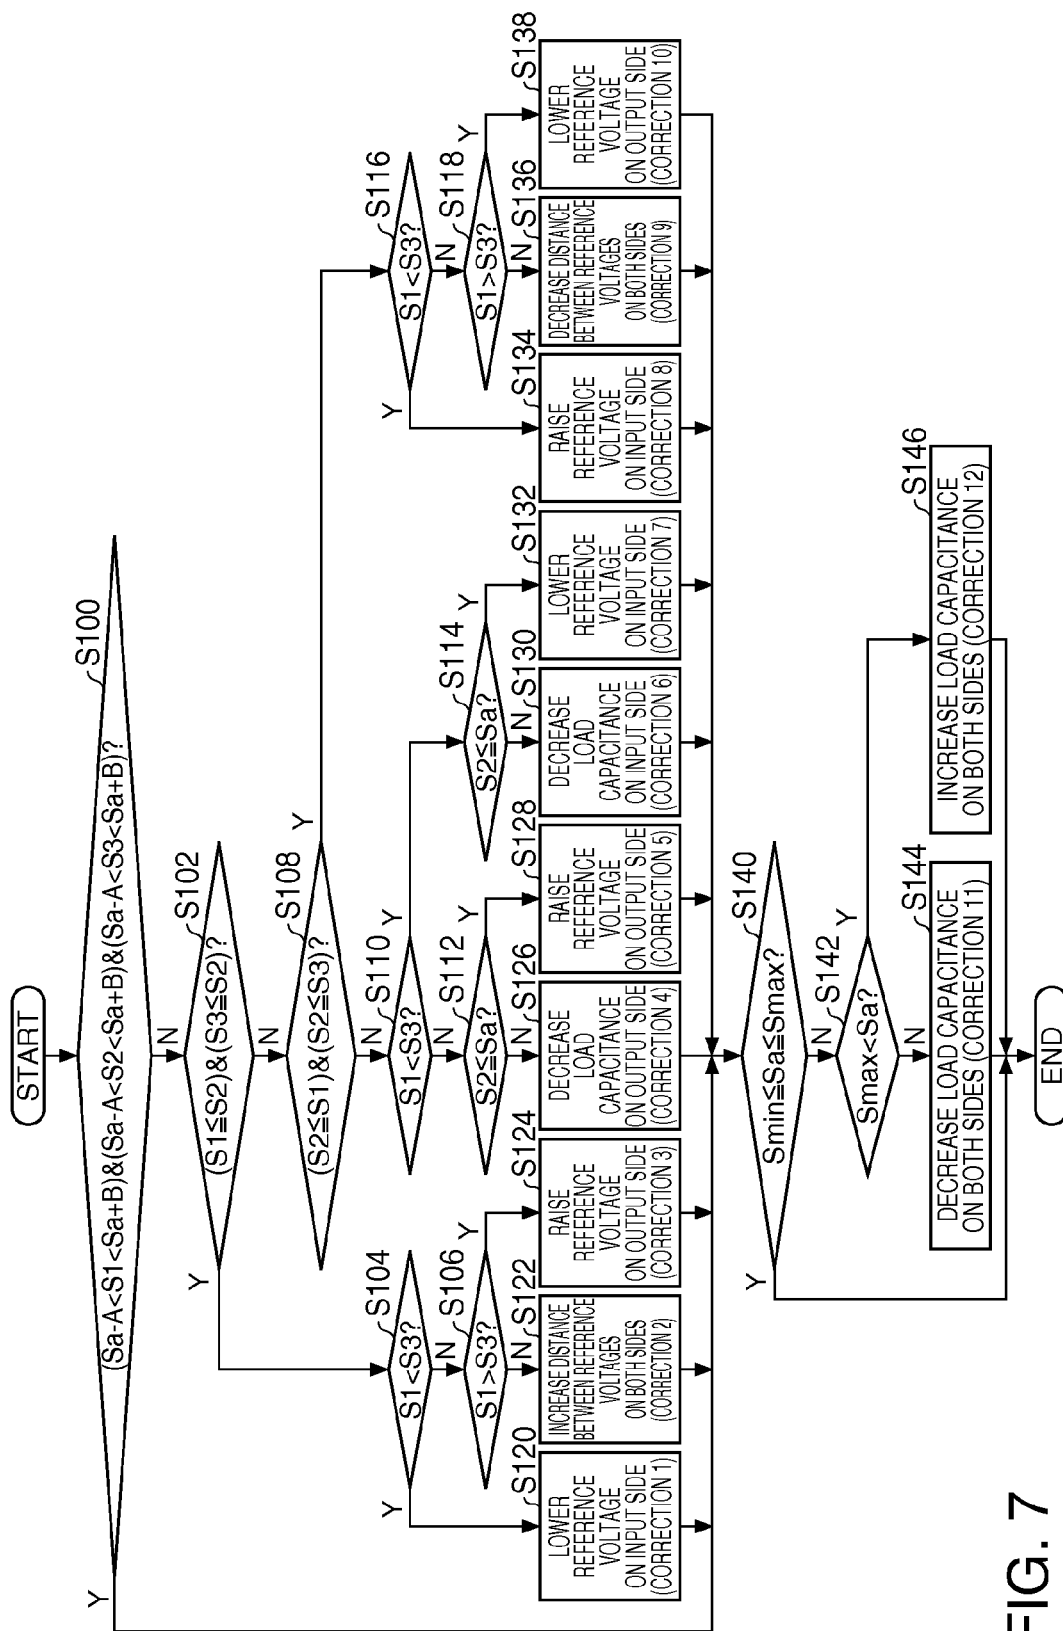 START
S100
(Sa-A<S1<Sa+B)&(Sa-A<S2<Sa+B)&(Sa-A<S3<Sa+B)?
Y
N
S102
(S1≦S2)&(S3≦S2)?
Y
N
S108
(S2≦S1)&(S2≦S3)?
Y
N
S104
S1<S3?
Y
N
S110
S1<S3?
Y
N
S116
S1<S3?
Y
N
S106
S1>S3?
Y
N
S112
S2≦Sa?
Y
N
S114
S2≦Sa?
Y
N
S118
S1>S3?
Y
N
S120
LOWER
REFERENCE
VOLTAGE
ON INPUT SIDE
(CORRECTION 1)
S122
INCREASE DISTANCE
BETWEEN REFERENCE
VOLTAGES
ON BOTH SIDES
(CORRECTION 2)
S124
RAISE
REFERENCE
VOLTAGE
ON OUTPUT SIDE
(CORRECTION 3)
S126
DECREASE
LOAD
CAPACITANCE
ON OUTPUT SIDE
(CORRECTION 4)
S128
RAISE
REFERENCE
VOLTAGE
ON OUTPUT SIDE
(CORRECTION 5)
S130
DECREASE
LOAD
CAPACITANCE
ON INPUT SIDE
(CORRECTION 6)
S132
LOWER
REFERENCE
VOLTAGE
ON INPUT SIDE
(CORRECTION 7)
S134
RAISE
REFERENCE
VOLTAGE
ON INPUT SIDE
(CORRECTION 8)
S136
DECREASE DISTANCE
BETWEEN REFERENCE
VOLTAGES
ON BOTH SIDES
(CORRECTION 9)
S138
LOWER
REFERENCE
VOLTAGE
ON OUTPUT SIDE
(CORRECTION 10)
S140
Smin≦Sa≦Smax?
Y
N
S142
Smax<Sa?
Y
N
S144
DECREASE LOAD CAPACITANCE
ON BOTH SIDES (CORRECTION 11)
S146
INCREASE LOAD CAPACITANCE
ON BOTH SIDES (CORRECTION 12)
END
FIG. 7